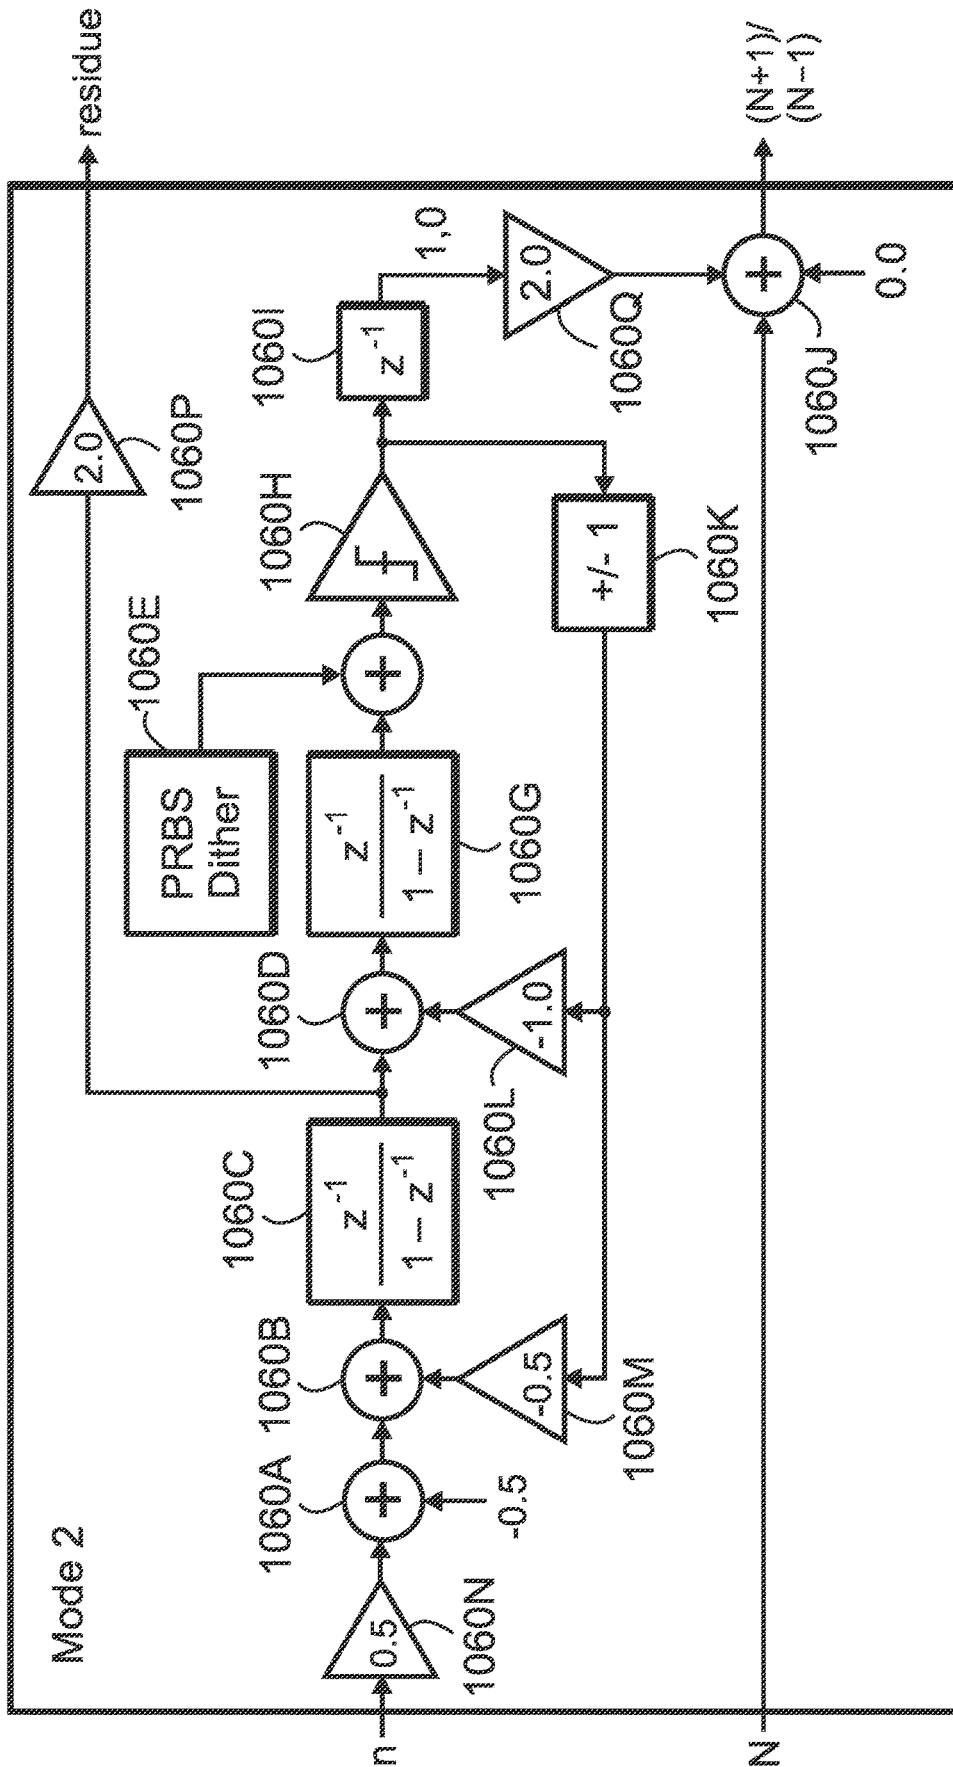 Mode 2
residue
2.0
1060P
PRBS
Dither
1060E
n
0.5
1060N
1060A
-0.5
1060B
1060C
z⁻¹
1 – z⁻¹
1060D
z⁻¹
1 – z⁻¹
1060G
1060H
1060I
z⁻¹
1,0
2.0
1060Q
-0.5
1060M
-1.0
1060L
+/- 1
1060K
N
1060J
0.0
(N+1)/
(N–1)